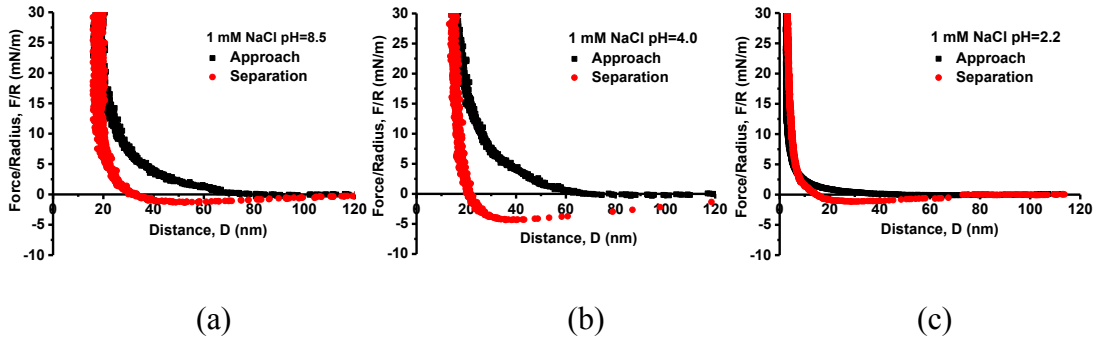 30
25
20
15
10
5
0
-5
-10
Force/Radius, F/R (mN/m)
1 mM NaCl pH=8.5
Approach
Separation
0
20
40
60
80
100
120
Distance, D (nm)
(a)
30
25
20
15
10
5
0
-5
-10
Force/Radius, F/R (mN/m)
1 mM NaCl pH=4.0
Approach
Separation
0
20
40
60
80
100
120
Distance, D (nm)
(b)
30
25
20
15
10
5
0
-5
-10
Force/Radius, F/R (mN/m)
1 mM NaCl pH=2.2
Approach
Separation
0
20
40
60
80
100
120
Distance, D (nm)
(c)